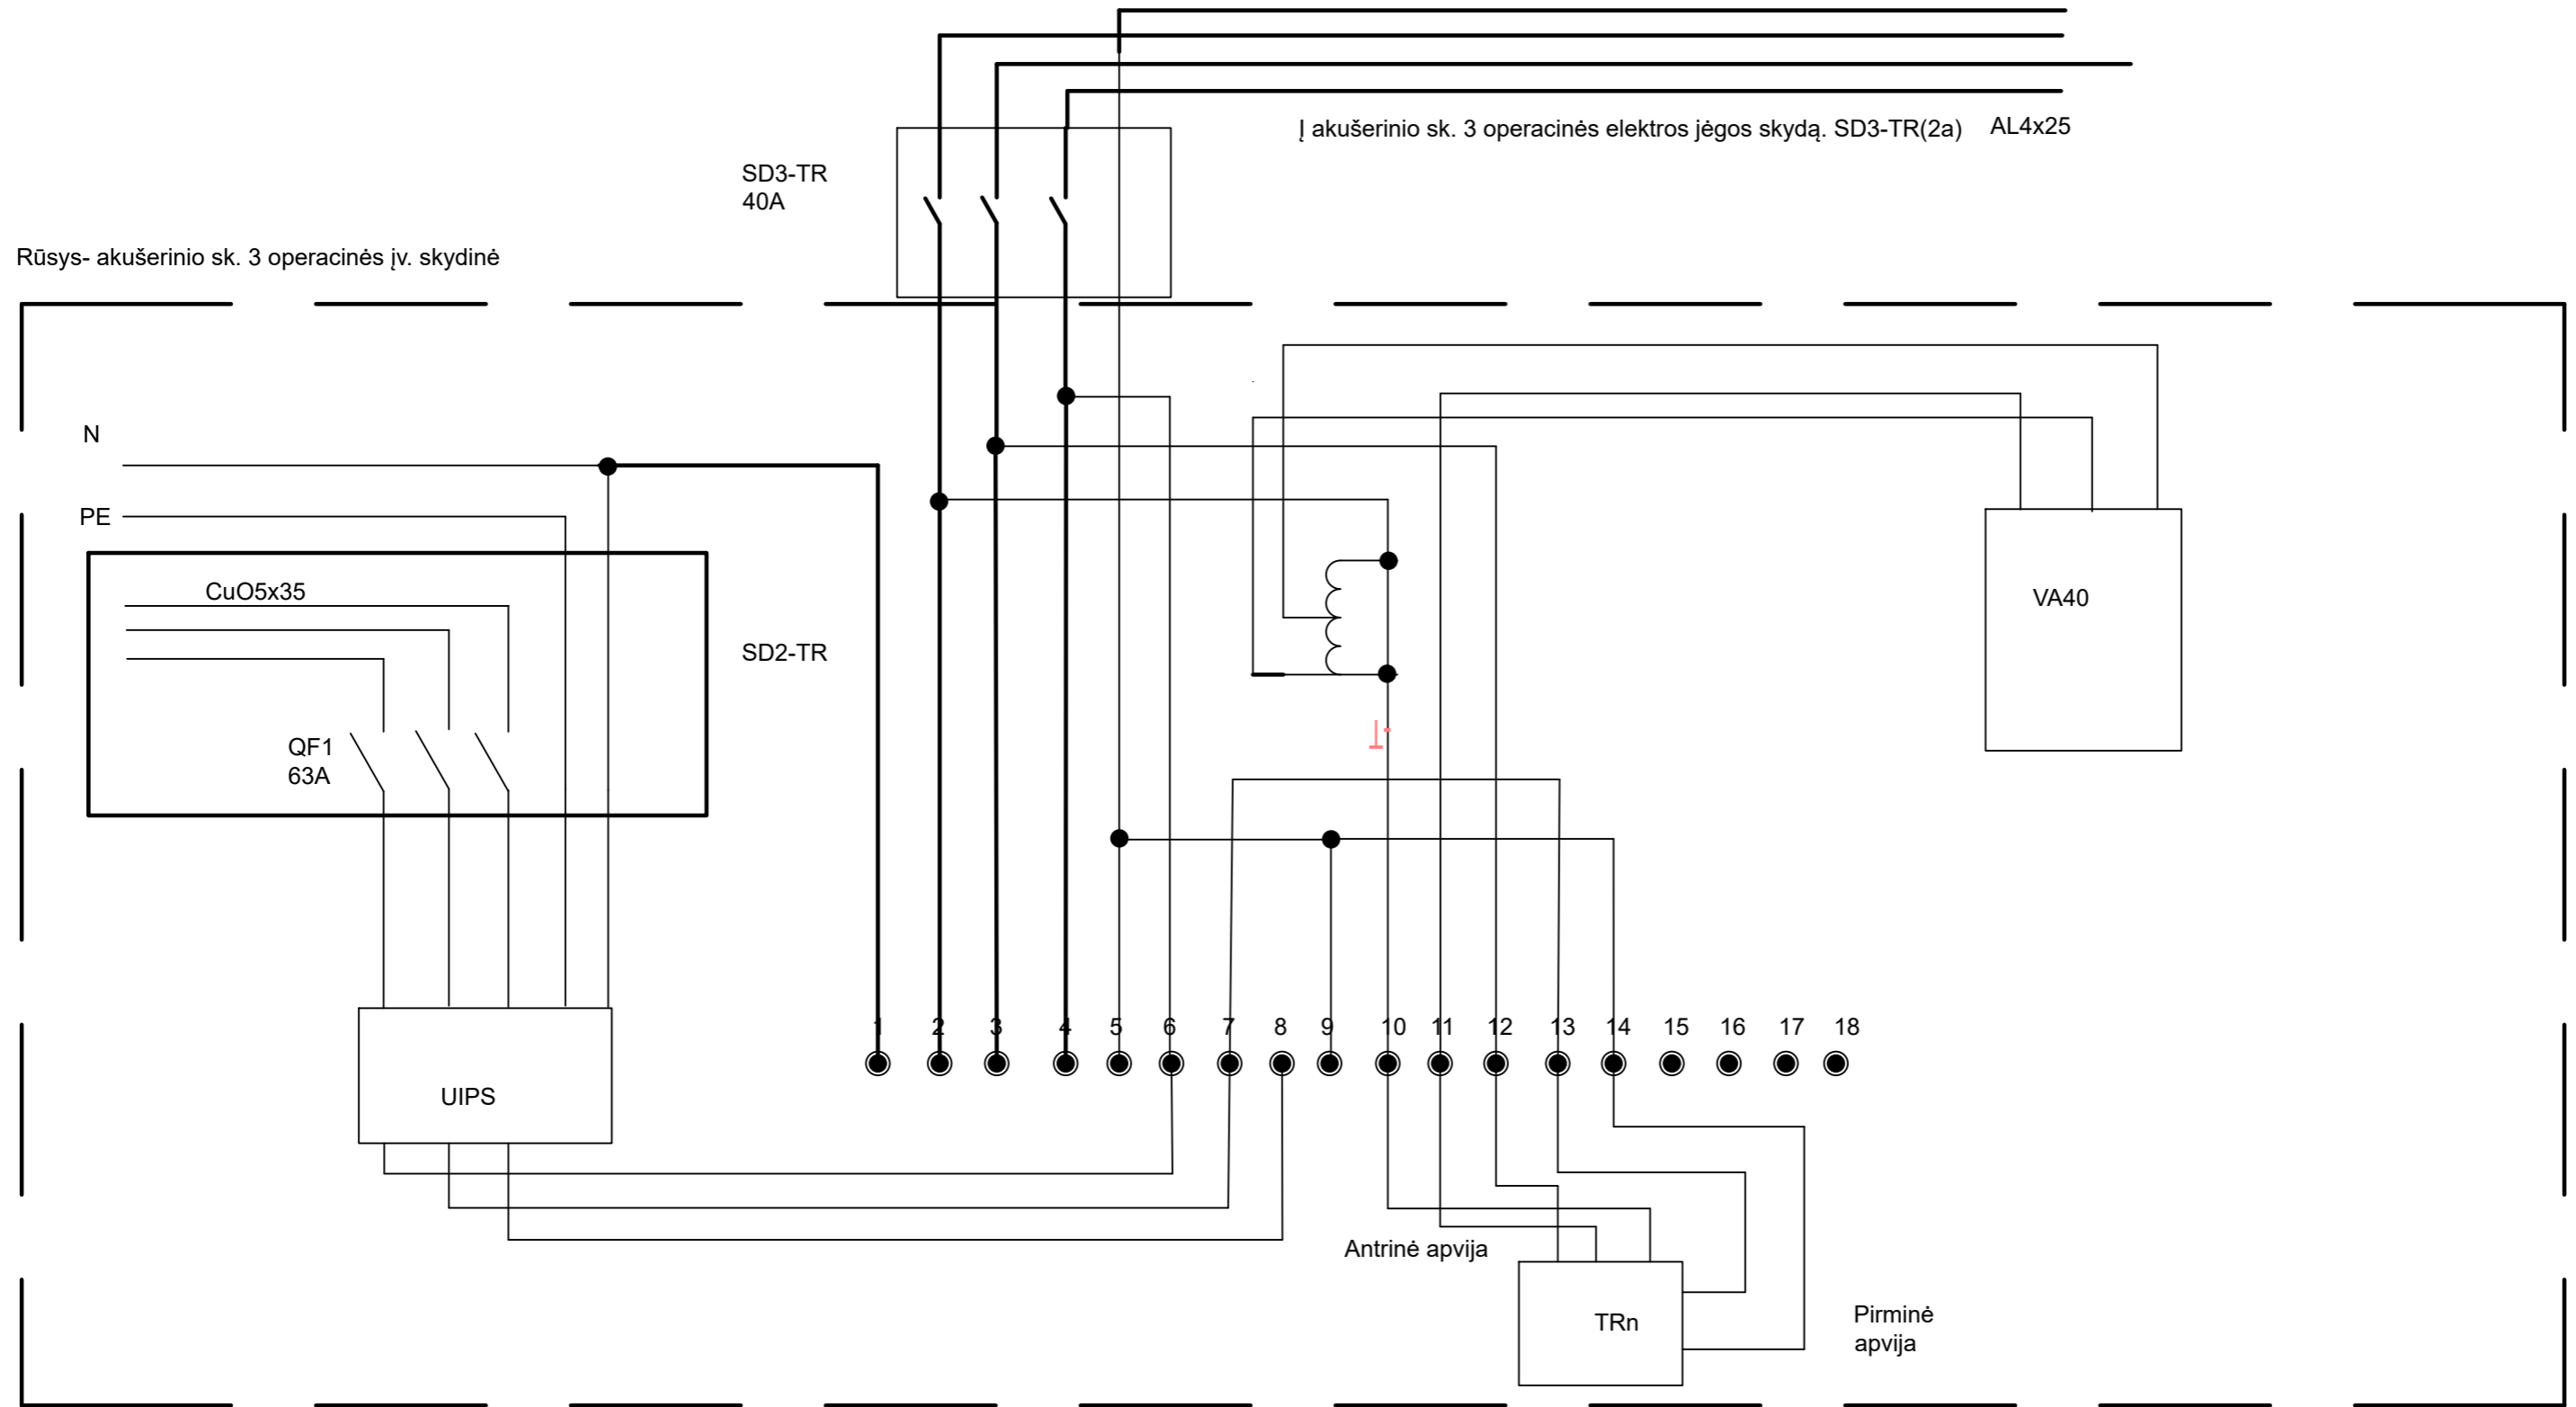 Į akušerinio sk. 3 operacinės elektros jėgos skydą. SD3-TR(2a) AL4x25
SD3-TR
40A
Rūsys- akušerinio sk. 3 operacinės įv. skydinė
N
PE
CuO5x35
SD2-TR
VA40
QF1
63A
1 2 3 4 5 6 7 8 9 10 11 12 13 14 15 16 17 18
UIPS
Antrinė apvija
TRn
Pirminė
apvija